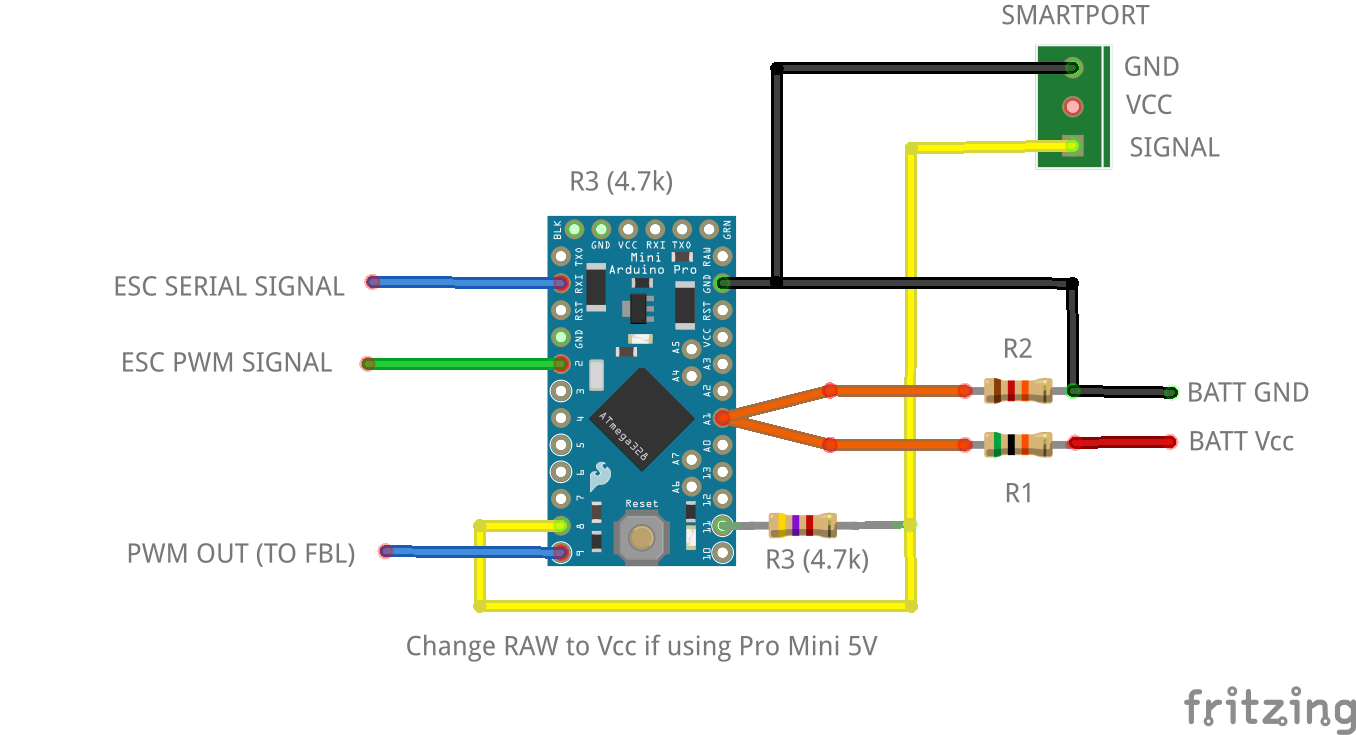 SMARTPORT
GND
VCC
SIGNAL
R3 (4.7k)
BLK
GND VCC RXI TXO
GRN
Mini
Arduino Pro
TXO
RXI
RST
GND
2
3
4
5
6
7
8
9
RAW
GND
RST
VCC
A3
A2
A1
A0
13
12
11
10
A5
A4
A7
A6
ATmega328
Reset
ESC SERIAL SIGNAL
ESC PWM SIGNAL
PWM OUT (TO FBL)
R2
BATT GND
BATT Vcc
R1
R3 (4.7k)
Change RAW to Vcc if using Pro Mini 5V
fritzing